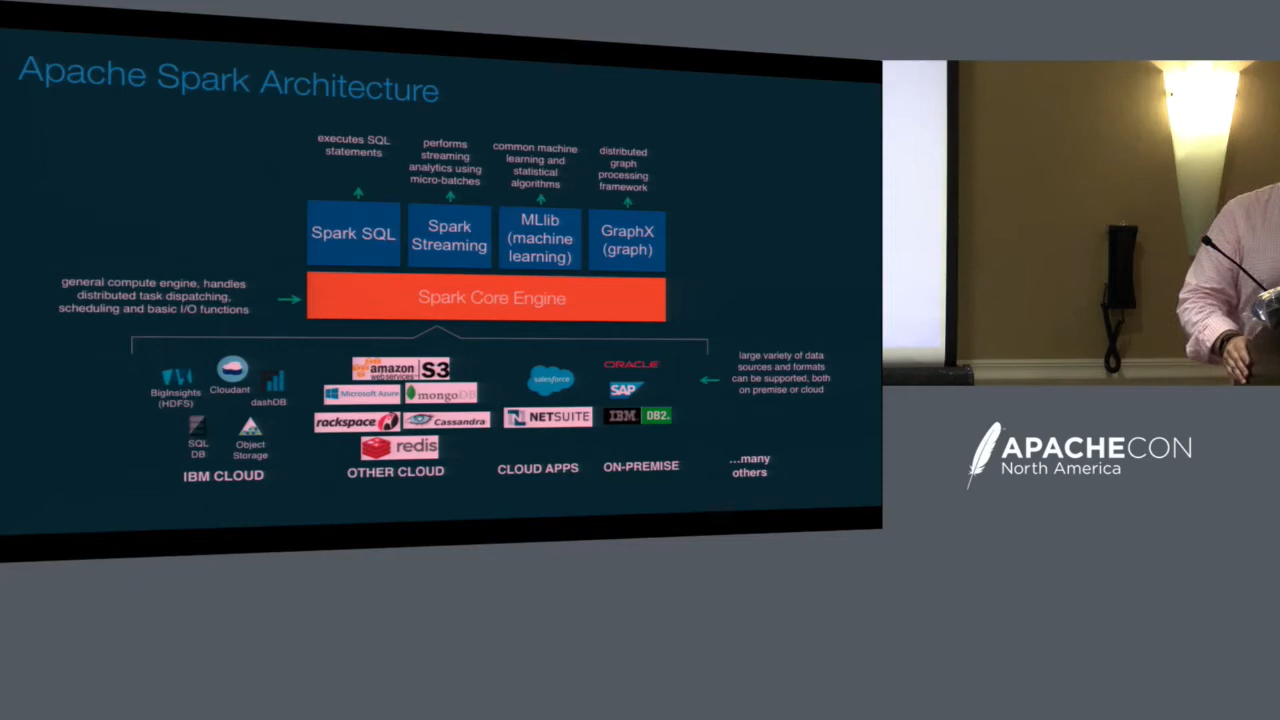 Apache Spark Architecture
executes SQL
statements
performs
streaming
analytics using
micro-batches
common machine
learning and
statistical
algorithms
distributed
graph
processing
framework
Spark SQL
Spark
Streaming
MLlib
(machine
learning)
GraphX
(graph)
general compute engine, handles
distributed task dispatching,
scheduling and basic I/O functions
Spark Core Engine
large variety of data
sources and formats
can be supported, both
on premise or cloud
BigInsights
(HDFS)
Cloudant
dashDB
SQL
DB
Object
Storage
IBM CLOUD
amazon
webservices
S3
Microsoft Azure
mongoDB
rackspace
Cassandra
redis
OTHER CLOUD
salesforce
NETSUITE
CLOUD APPS
ORACLE
SAP
IBM DB2.
ON-PREMISE
...many
others
APACHECON
North America